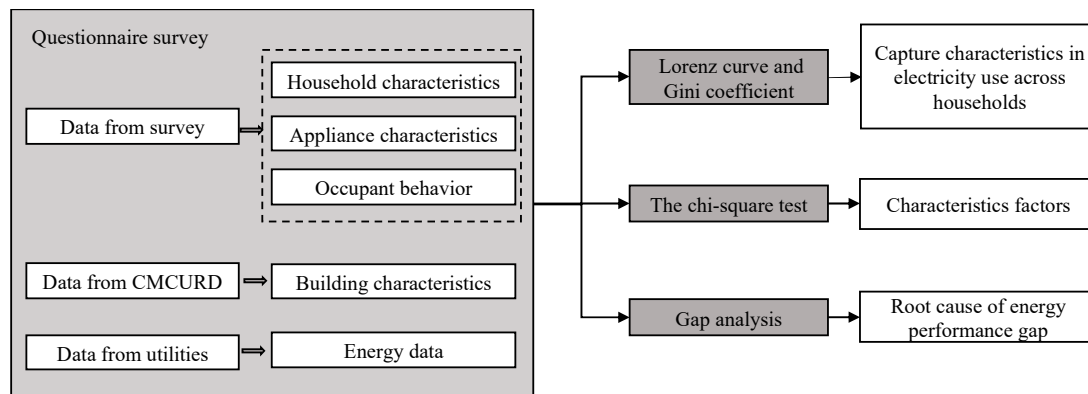 Questionnaire survey
Data from survey
Household characteristics
Appliance characteristics
Occupant behavior
Data from CMCURD
Building characteristics
Data from utilities
Energy data
Lorenz curve and
Gini coefficient
Capture characteristics in
electricity use across
households
The chi-square test
Characteristics factors
Gap analysis
Root cause of energy
performance gap